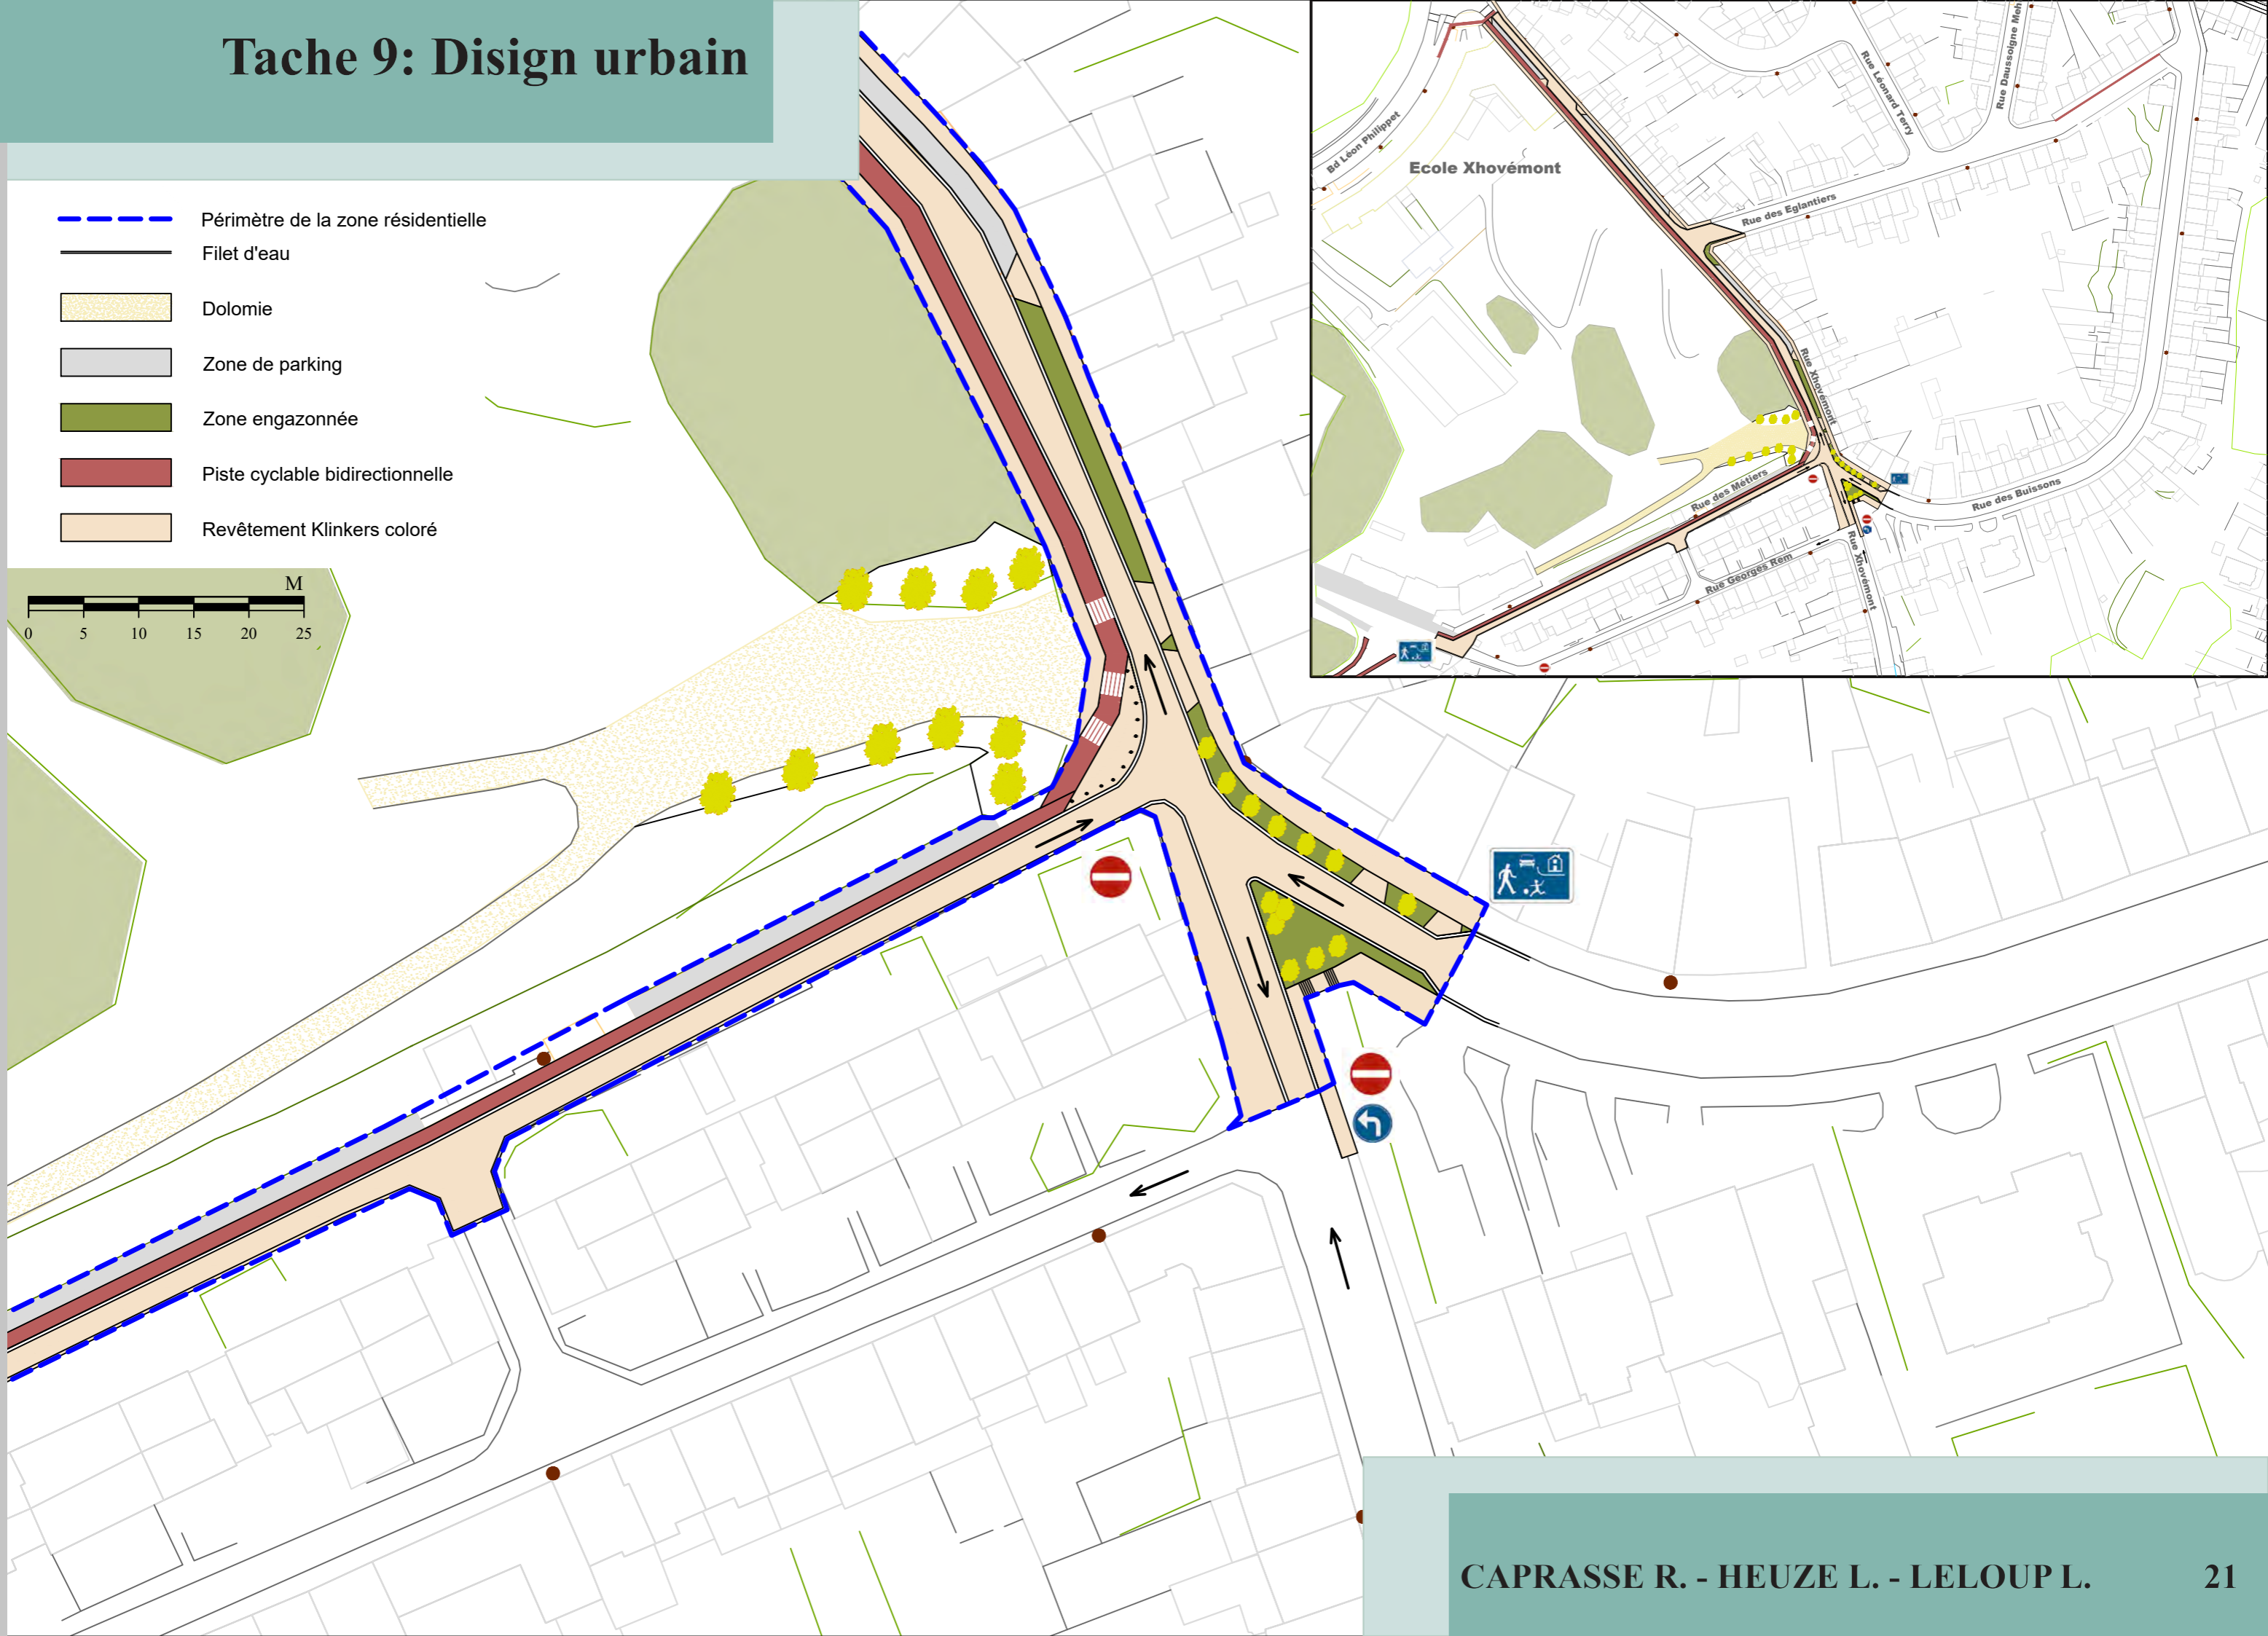 Tache 9: Disign urbain
Périmètre de la zone résidentielle
Filet d'eau
Dolomie
Zone de parking
Zone engazonnée
Piste cyclable bidirectionnelle
Revêtement Klinkers coloré
M
0 5 10 15 20 25
Bd Léon Philippet
Ecole Xhovémont
Rue Léonard Terry
Rue Daussoigne Meh
Rue des Eglantiers
Rue Xhovémont
Rue des Métiers
Rue des Buissons
Rue Georges Rem
Rue Xhovémont
CAPRASSE R. - HEUZE L. - LELOUP L. 21